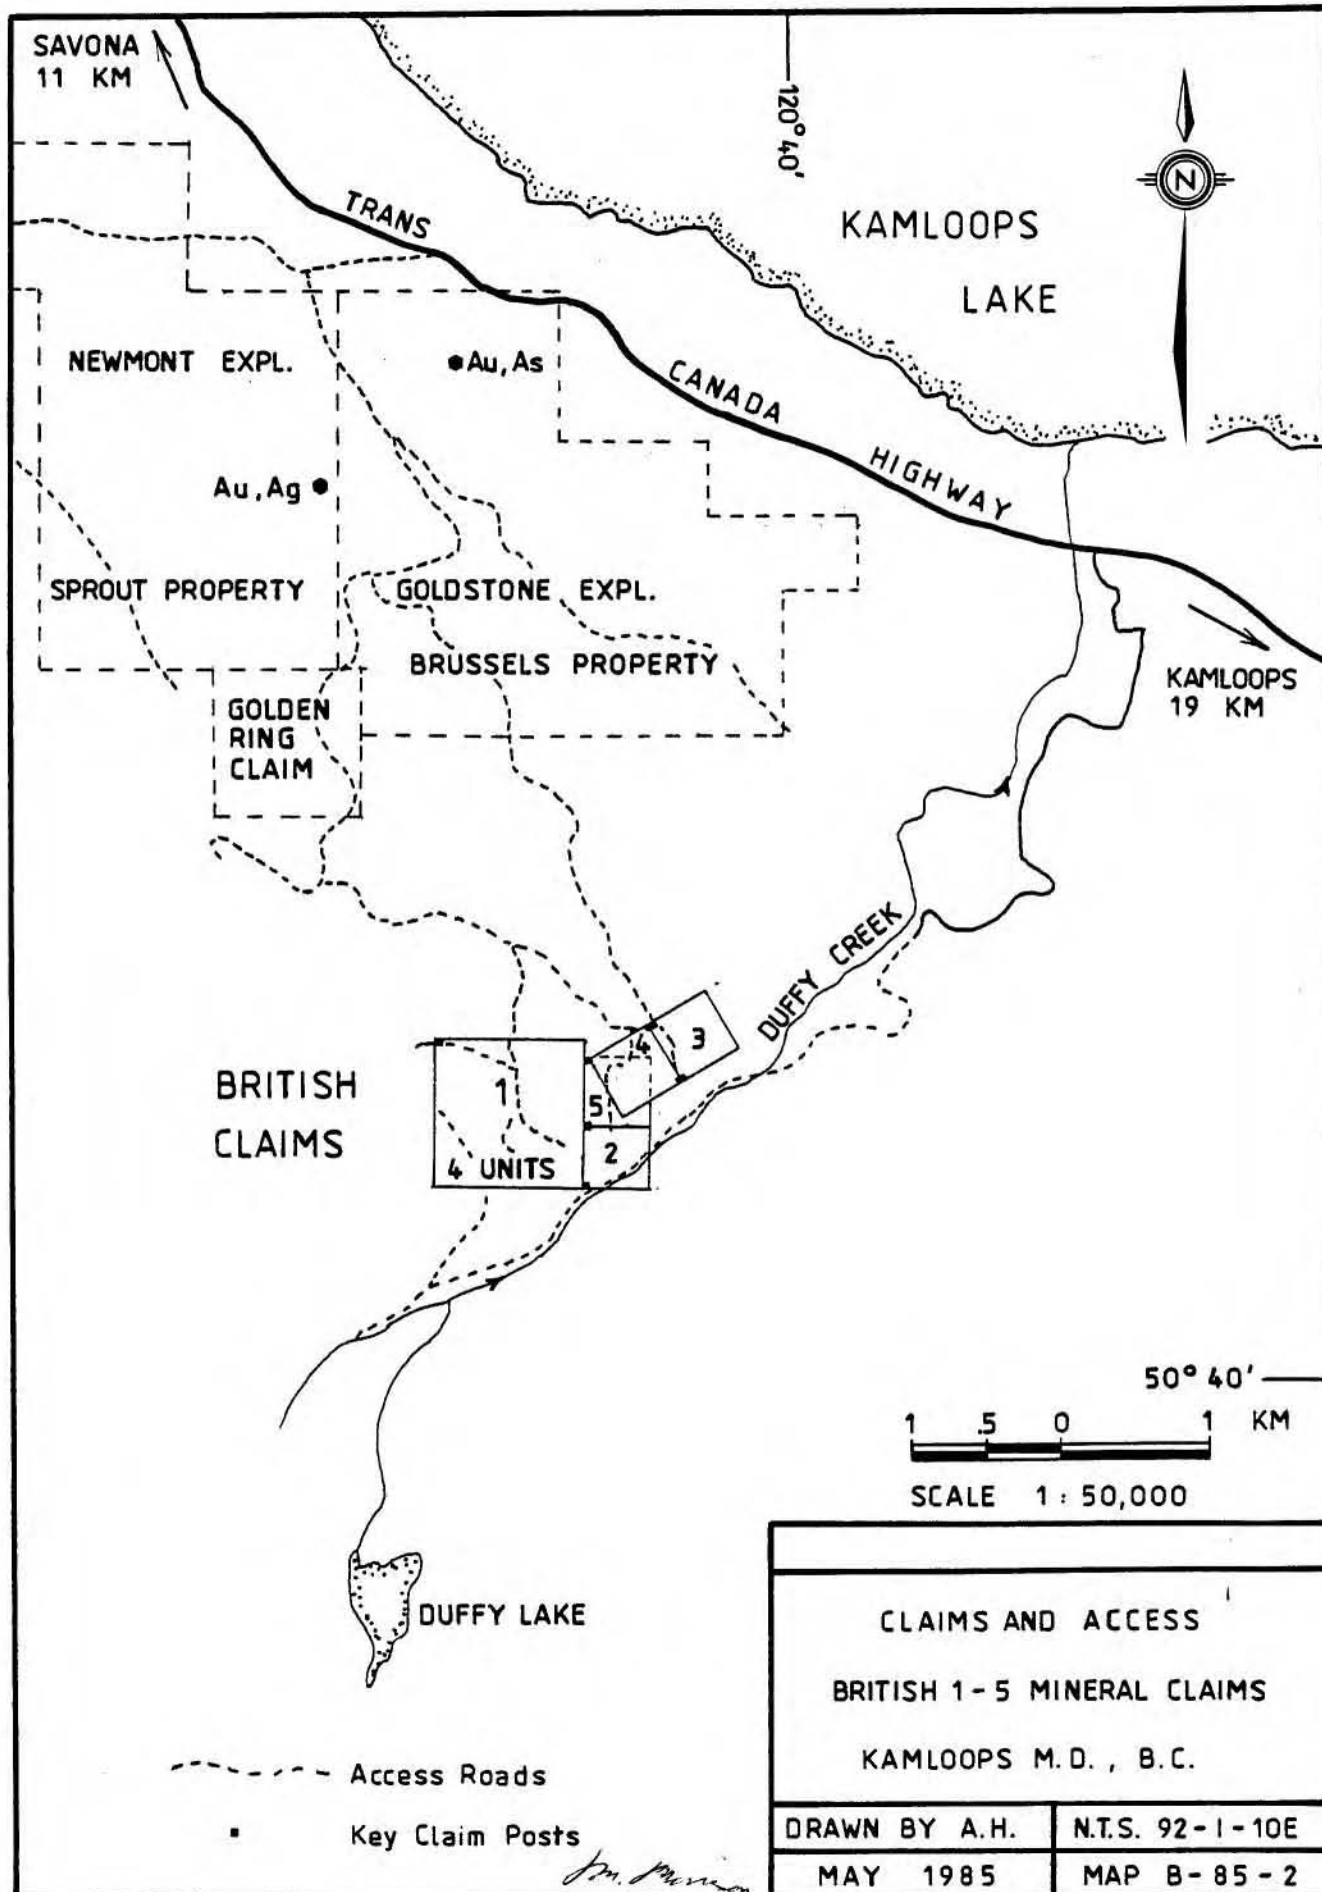 SAVONA
11 KM
120° 40'
N
TRANS
CANADA
HIGHWAY
KAMLOOPS
LAKE
NEWMONT EXPL.
Au, As
Au, Ag
SPROUT PROPERTY
GOLDSTONE EXPL.
BRUSSELS PROPERTY
KAMLOOPS
19 KM
GOLDEN
RING
CLAIM
DUFFY CREEK
BRITISH
CLAIMS
1
4 UNITS
4
3
5
2
50° 40'
1 .5 0 1 KM
SCALE 1 : 50,000
DUFFY LAKE
CLAIMS AND ACCESS
BRITISH 1-5 MINERAL CLAIMS
KAMLOOPS M.D., B.C.
Access Roads
Key Claim Posts
DRAWN BY A.H.
N.T.S. 92-I-10E
MAY 1985
MAP B-85-2